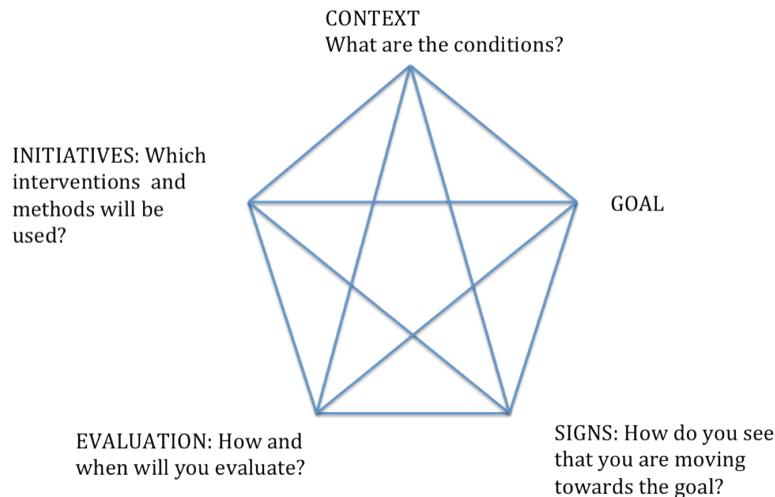 CONTEXT
What are the conditions?
INITIATIVES: Which
interventions and
methods will be
used?
GOAL
EVALUATION: How and
when will you evaluate?
SIGNS: How do you see
that you are moving
towards the goal?